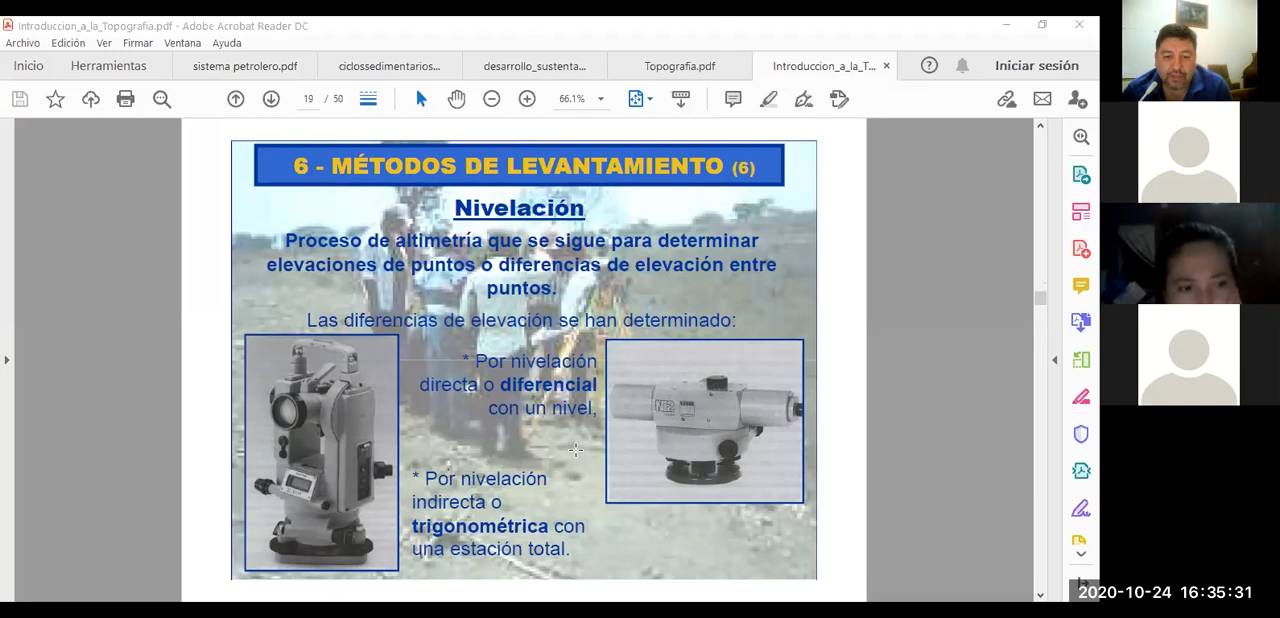 Introduccion_a_la_Topografia.pdf - Adobe Acrobat Reader DC
Archivo Edición Ver Firmar Ventana Ayuda
Inicio Herramientas sistema petrolero.pdf ciclossedimentarios... desarrollo_sustenta... Topografia.pdf Introduccion_a_la_T... Iniciar sesión
19 / 50 66.1%
6 - MÉTODOS DE LEVANTAMIENTO (6)
Nivelación
Proceso de altimetría que se sigue para determinar
elevaciones de puntos o diferencias de elevación entre
puntos.
Las diferencias de elevación se han determinado:
* Por nivelación
directa o diferencial
con un nivel,
* Por nivelación
indirecta o
trigonométrica con
una estación total.
2020-10-24 16:35:31